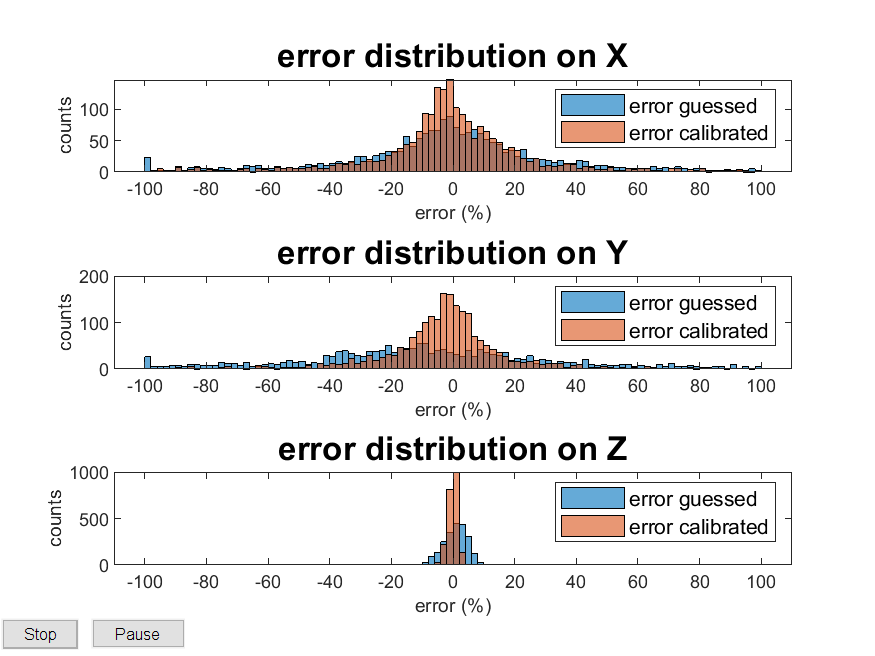 error distribution on X
counts
100
50
0
error guessed
error calibrated
-100 -80 -60 -40 -20 0 20 40 60 80 100
error (%)
error distribution on Y
counts
200
100
0
error guessed
error calibrated
-100 -80 -60 -40 -20 0 20 40 60 80 100
error (%)
error distribution on Z
counts
1000
500
0
error guessed
error calibrated
-100 -80 -60 -40 -20 0 20 40 60 80 100
error (%)
Stop Pause